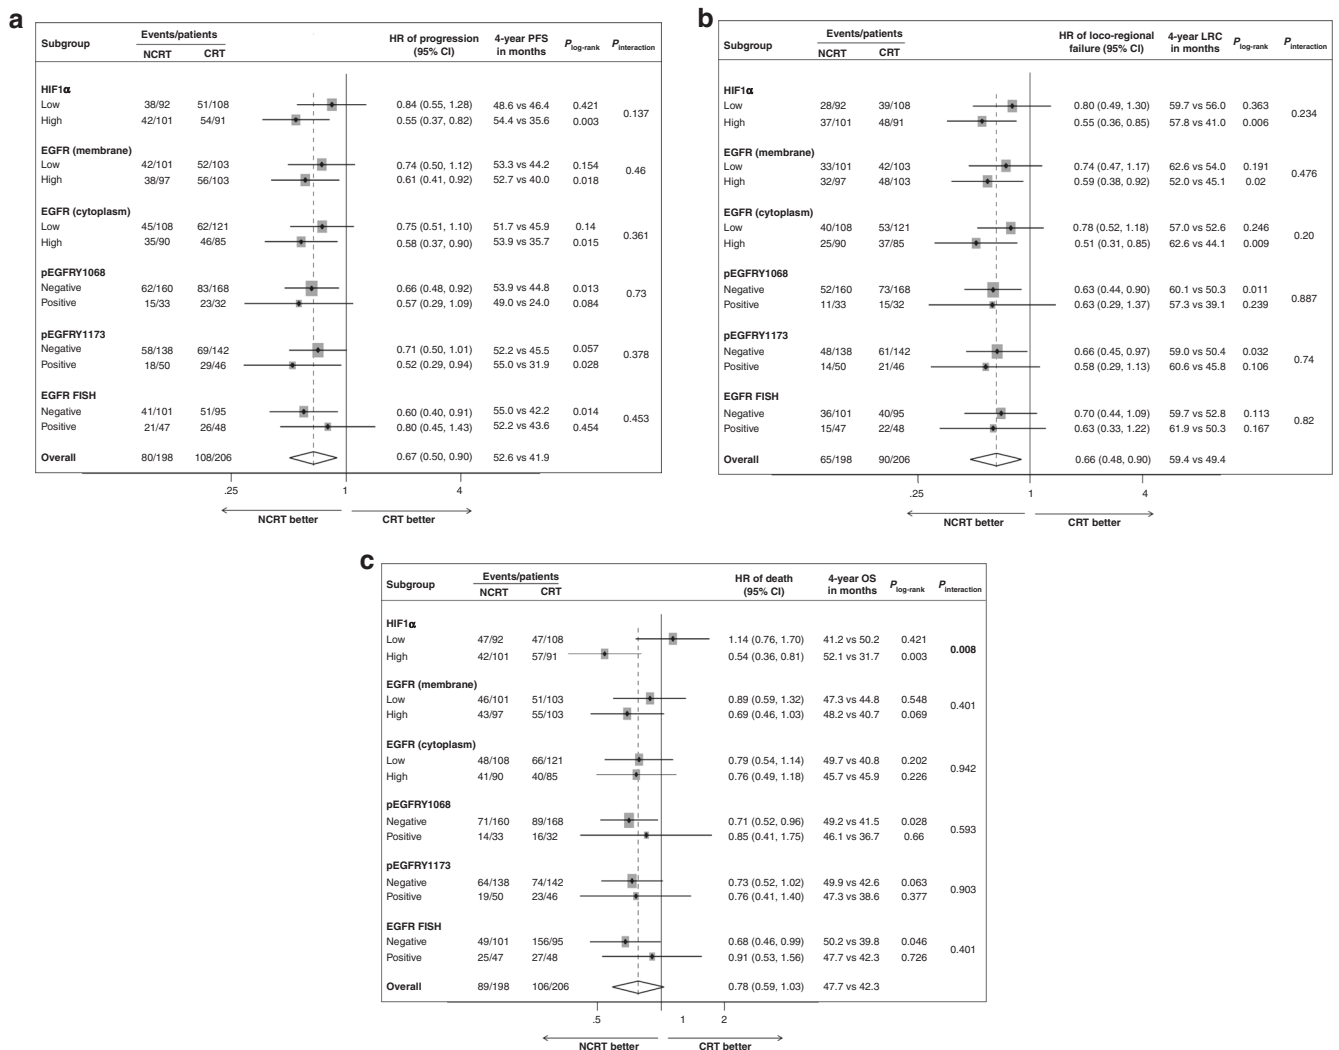 a
Subgroup Events/patients HR of progression 4-year PFS P log-rank P interaction
NCRT CRT (95% CI) in months
HIF1α
Low 38/92 51/108 0.84 (0.55, 1.28) 48.6 vs 46.4 0.421
0.137
High 42/101 54/91 0.55 (0.37, 0.82) 54.4 vs 35.6 0.003
EGFR (membrane)
Low 42/101 52/103 0.74 (0.50, 1.12) 53.3 vs 44.2 0.154
0.46
High 38/97 56/103 0.61 (0.41, 0.92) 52.7 vs 40.0 0.018
EGFR (cytoplasm)
Low 45/108 62/121 0.75 (0.51, 1.10) 51.7 vs 45.9 0.14
0.361
High 35/90 46/85 0.58 (0.37, 0.90) 53.9 vs 35.7 0.015
pEGFRY1068
Negative 62/160 83/168 0.66 (0.48, 0.92) 53.9 vs 44.8 0.013
0.73
Positive 15/33 23/32 0.57 (0.29, 1.09) 49.0 vs 24.0 0.084
pEGFRY1173
Negative 58/138 69/142 0.71 (0.50, 1.01) 52.2 vs 45.5 0.057
0.378
Positive 18/50 29/46 0.52 (0.29, 0.94) 55.0 vs 31.9 0.028
EGFR FISH
Negative 41/101 51/95 0.60 (0.40, 0.91) 55.0 vs 42.2 0.014
0.453
Positive 21/47 26/48 0.80 (0.45, 1.43) 52.2 vs 43.6 0.454
Overall 80/198 108/206 0.67 (0.50, 0.90) 52.6 vs 41.9
.25 1 4
NCRT better CRT better
b
Subgroup Events/patients HR of loco-regional 4-year LRC P log-rank P interaction
NCRT CRT failure (95% CI) in months
HIF1α
Low 28/92 39/108 0.80 (0.49, 1.30) 59.7 vs 56.0 0.363
0.234
High 37/101 48/91 0.55 (0.36, 0.85) 57.8 vs 41.0 0.006
EGFR (membrane)
Low 33/101 42/103 0.74 (0.47, 1.17) 62.6 vs 54.0 0.191
0.476
High 32/97 48/103 0.59 (0.38, 0.92) 52.0 vs 45.1 0.02
EGFR (cytoplasm)
Low 40/108 53/121 0.78 (0.52, 1.18) 57.0 vs 52.6 0.246
0.20
High 25/90 37/85 0.51 (0.31, 0.85) 62.6 vs 44.1 0.009
pEGFRY1068
Negative 52/160 73/168 0.63 (0.44, 0.90) 60.1 vs 50.3 0.011
0.887
Positive 11/33 15/32 0.63 (0.29, 1.37) 57.3 vs 39.1 0.239
pEGFRY1173
Negative 48/138 61/142 0.66 (0.45, 0.97) 59.0 vs 50.4 0.032
0.74
Positive 14/50 21/46 0.58 (0.29, 1.13) 60.6 vs 45.8 0.106
EGFR FISH
Negative 36/101 40/95 0.70 (0.44, 1.09) 59.7 vs 52.8 0.113
0.82
Positive 15/47 22/48 0.63 (0.33, 1.22) 61.9 vs 50.3 0.167
Overall 65/198 90/206 0.66 (0.48, 0.90) 59.4 vs 49.4
.25 1 4
NCRT better CRT better
c
Subgroup Events/patients HR of death 4-year OS P log-rank P interaction
NCRT CRT (95% CI) in months
HIF1α
Low 47/92 47/108 1.14 (0.76, 1.70) 41.2 vs 50.2 0.421
0.008
High 42/101 57/91 0.54 (0.36, 0.81) 52.1 vs 31.7 0.003
EGFR (membrane)
Low 46/101 51/103 0.89 (0.59, 1.32) 47.3 vs 44.8 0.548
0.401
High 43/97 55/103 0.69 (0.46, 1.03) 48.2 vs 40.7 0.069
EGFR (cytoplasm)
Low 48/108 66/121 0.79 (0.54, 1.14) 49.7 vs 40.8 0.202
0.942
High 41/90 40/85 0.76 (0.49, 1.18) 45.7 vs 45.9 0.226
pEGFRY1068
Negative 71/160 89/168 0.71 (0.52, 0.96) 49.2 vs 41.5 0.028
0.593
Positive 14/33 16/32 0.85 (0.41, 1.75) 46.1 vs 36.7 0.66
pEGFRY1173
Negative 64/138 74/142 0.73 (0.52, 1.02) 49.9 vs 42.6 0.063
0.903
Positive 19/50 23/46 0.76 (0.41, 1.40) 47.3 vs 38.6 0.377
EGFR FISH
Negative 49/101 156/95 0.68 (0.46, 0.99) 50.2 vs 39.8 0.046
0.401
Positive 25/47 27/48 0.91 (0.53, 1.56) 47.7 vs 42.3 0.726
Overall 89/198 106/206 0.78 (0.59, 1.03) 47.7 vs 42.3
.5 1 2
NCRT better CRT better